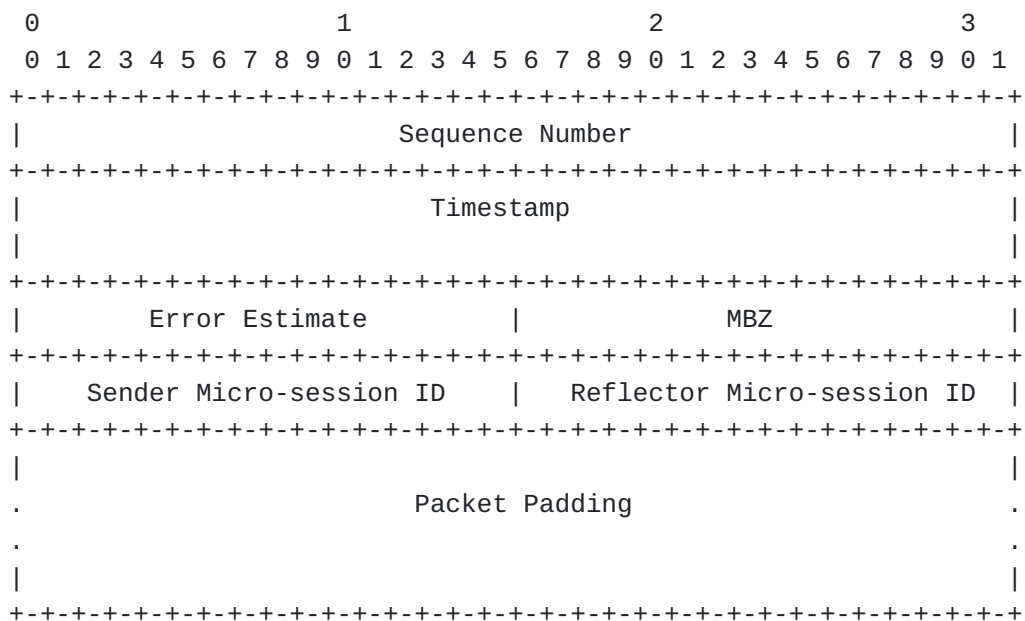 0                   1                   2                   3
 0 1 2 3 4 5 6 7 8 9 0 1 2 3 4 5 6 7 8 9 0 1 2 3 4 5 6 7 8 9 0 1
+-+-+-+-+-+-+-+-+-+-+-+-+-+-+-+-+-+-+-+-+-+-+-+-+-+-+-+-+-+-+-+-+
|                        Sequence Number                        |
+-+-+-+-+-+-+-+-+-+-+-+-+-+-+-+-+-+-+-+-+-+-+-+-+-+-+-+-+-+-+-+-+
|                          Timestamp                            |
|                                                               |
+-+-+-+-+-+-+-+-+-+-+-+-+-+-+-+-+-+-+-+-+-+-+-+-+-+-+-+-+-+-+-+-+
|        Error Estimate         |             MBZ               |
+-+-+-+-+-+-+-+-+-+-+-+-+-+-+-+-+-+-+-+-+-+-+-+-+-+-+-+-+-+-+-+-+
|    Sender Micro-session ID    |   Reflector Micro-session ID  |
+-+-+-+-+-+-+-+-+-+-+-+-+-+-+-+-+-+-+-+-+-+-+-+-+-+-+-+-+-+-+-+-+
|                                                               |
.                         Packet Padding                        .
.                                                               .
|                                                               |
+-+-+-+-+-+-+-+-+-+-+-+-+-+-+-+-+-+-+-+-+-+-+-+-+-+-+-+-+-+-+-+-+